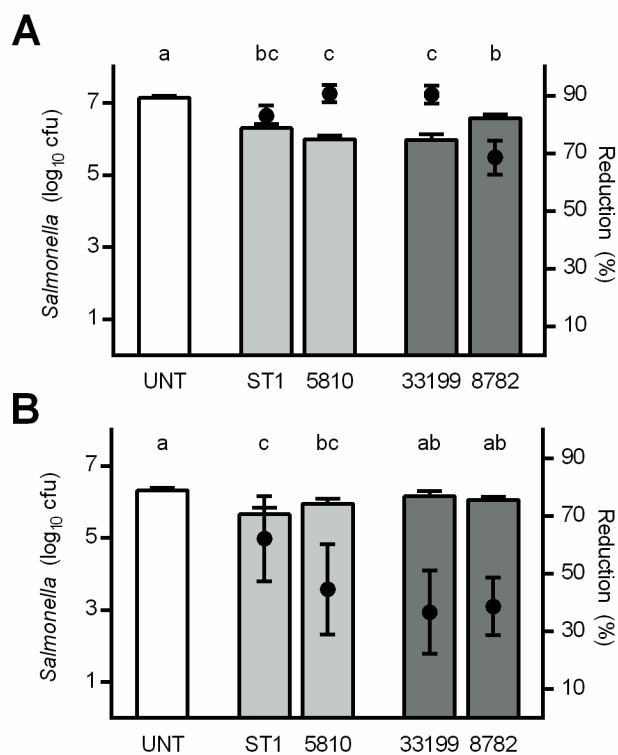 A
a bc c c b
7 90
5 70
50
3 30
1 10
Salmonella (log10 cfu)
Reduction (%)
UNT ST1 5810 33199 8782
B
a c bc ab ab
7 90
5 70
50
3 30
1 10
Salmonella (log10 cfu)
Reduction (%)
UNT ST1 5810 33199 8782